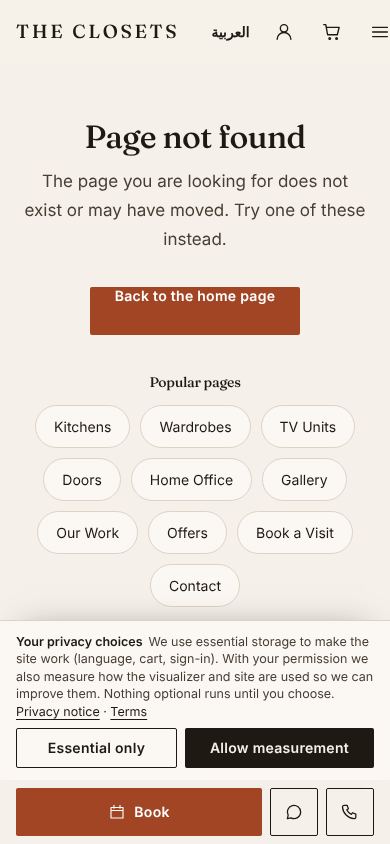 THE CLOSETS العربية
Page not found
The page you are looking for does not
exist or may have moved. Try one of these
instead.
Back to the home page
Popular pages
Kitchens Wardrobes TV Units
Doors Home Office Gallery
Our Work Offers Book a Visit
Contact
Your privacy choices We use essential storage to make the
site work (language, cart, sign-in). With your permission we
also measure how the visualizer and site are used so we can
improve them. Nothing optional runs until you choose.
Privacy notice · Terms
Essential only Allow measurement
Book